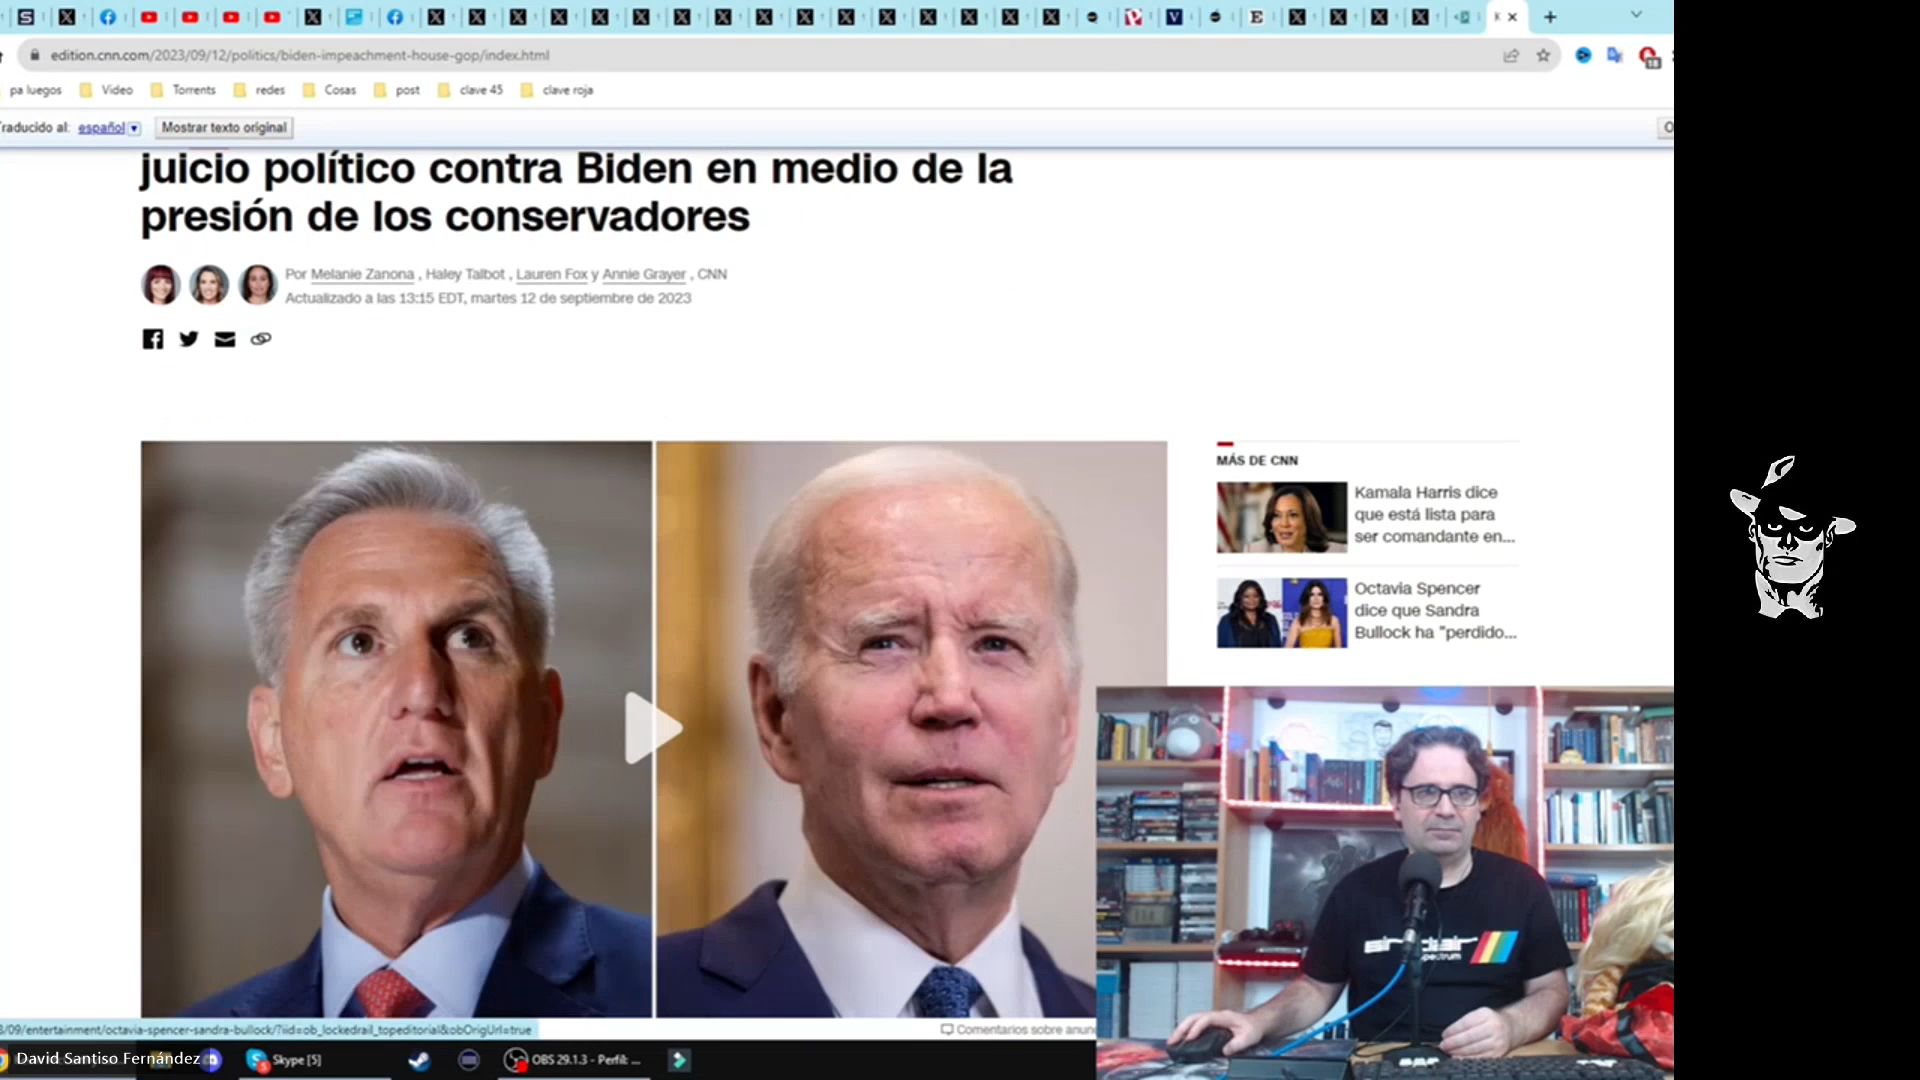 edition.cnn.com/2023/09/12/politics/biden-impeachment-house-gop/index.html
18
pa luegos Video Torrents redes Cosas post clave 45 clave roja
raducido al: español Mostrar texto original
juicio político contra Biden en medio de la
presión de los conservadores
Por Melanie Zanona , Haley Talbot , Lauren Fox y Annie Grayer , CNN
Actualizado a las 13:15 EDT, martes 12 de septiembre de 2023
MÁS DE CNN
Kamala Harris dice
que está lista para
ser comandante en...
Octavia Spencer
dice que Sandra
Bullock ha "perdido...
sinclair
spectrum
/09/entertainment/octavia-spencer-sandra-bullock/?iid=ob_lockedrail_topeditorial&obOrigUrl=true
Comentarios sobre anun
David Santiso Fernández
Skype [5]
OBS 29.1.3 - Perfil: ...